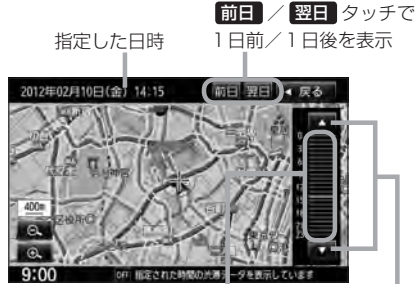 前日 / 翌日 タッチで
指定した日時
1日前/1日後を表示
2012年02月10日(金) 14:15
前日 翌日 ◀ 戻る
▲
400m
▼
9:00
OFF 指定された時間の渋滞データを表示しています